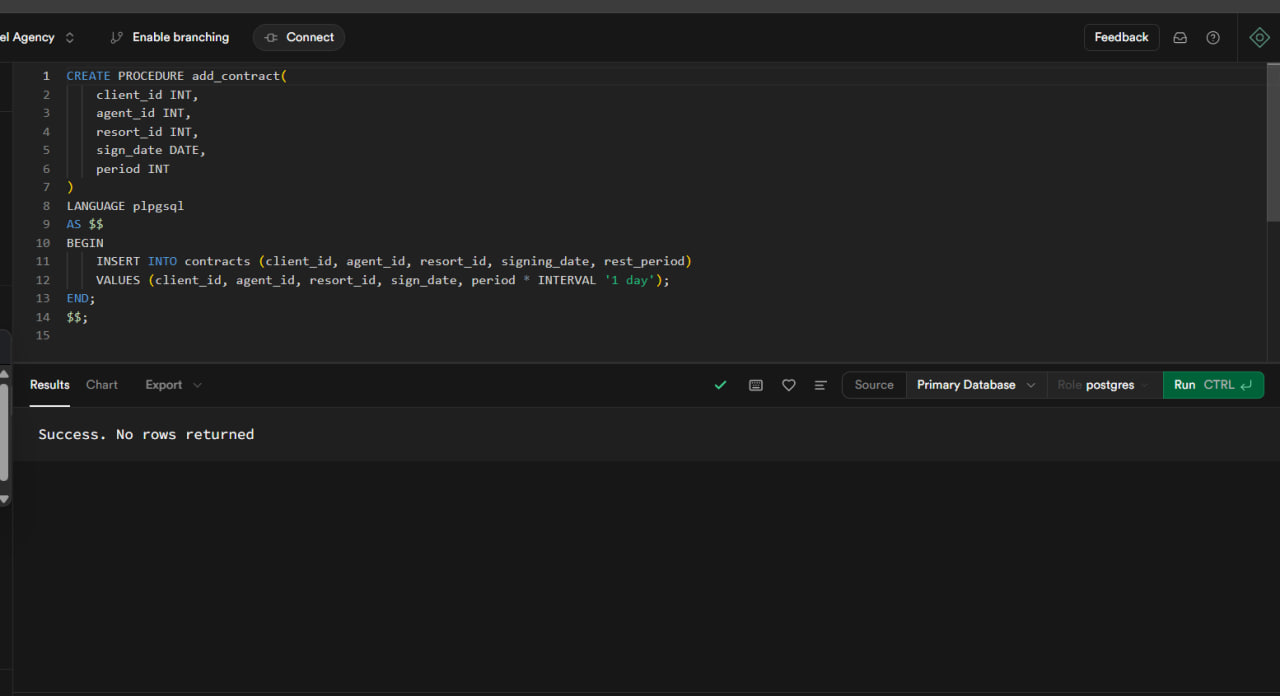 el Agency
Enable branching
Connect
Feedback
1 CREATE PROCEDURE add_contract(
2 client_id INT,
3 agent_id INT,
4 resort_id INT,
5 sign_date DATE,
6 period INT
7 )
8 LANGUAGE plpgsql
9 AS $$
10 BEGIN
11 INSERT INTO contracts (client_id, agent_id, resort_id, signing_date, rest_period)
12 VALUES (client_id, agent_id, resort_id, sign_date, period * INTERVAL '1 day');
13 END;
14 $$;
15
Results Chart Export Source Primary Database Role postgres Run CTRL ↵
Success. No rows returned